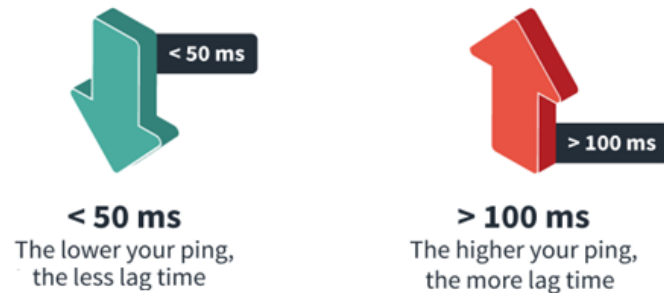 < 50 ms
> 100 ms
< 50 ms
The lower your ping,
the less lag time
> 100 ms
The higher your ping,
the more lag time